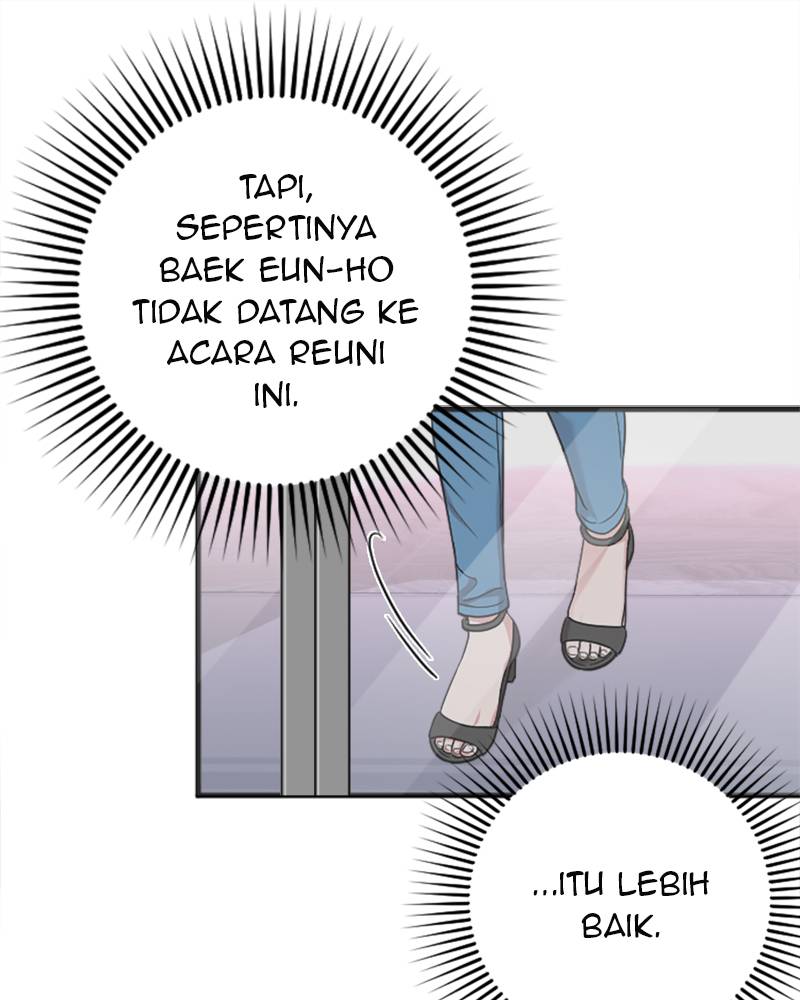 TAPI,
SEPERTINYA
BAEK EUN-HO
TIDAK DATANG KE
ACARA REUNI
INI.
...ITU LEBIH
BAIK.